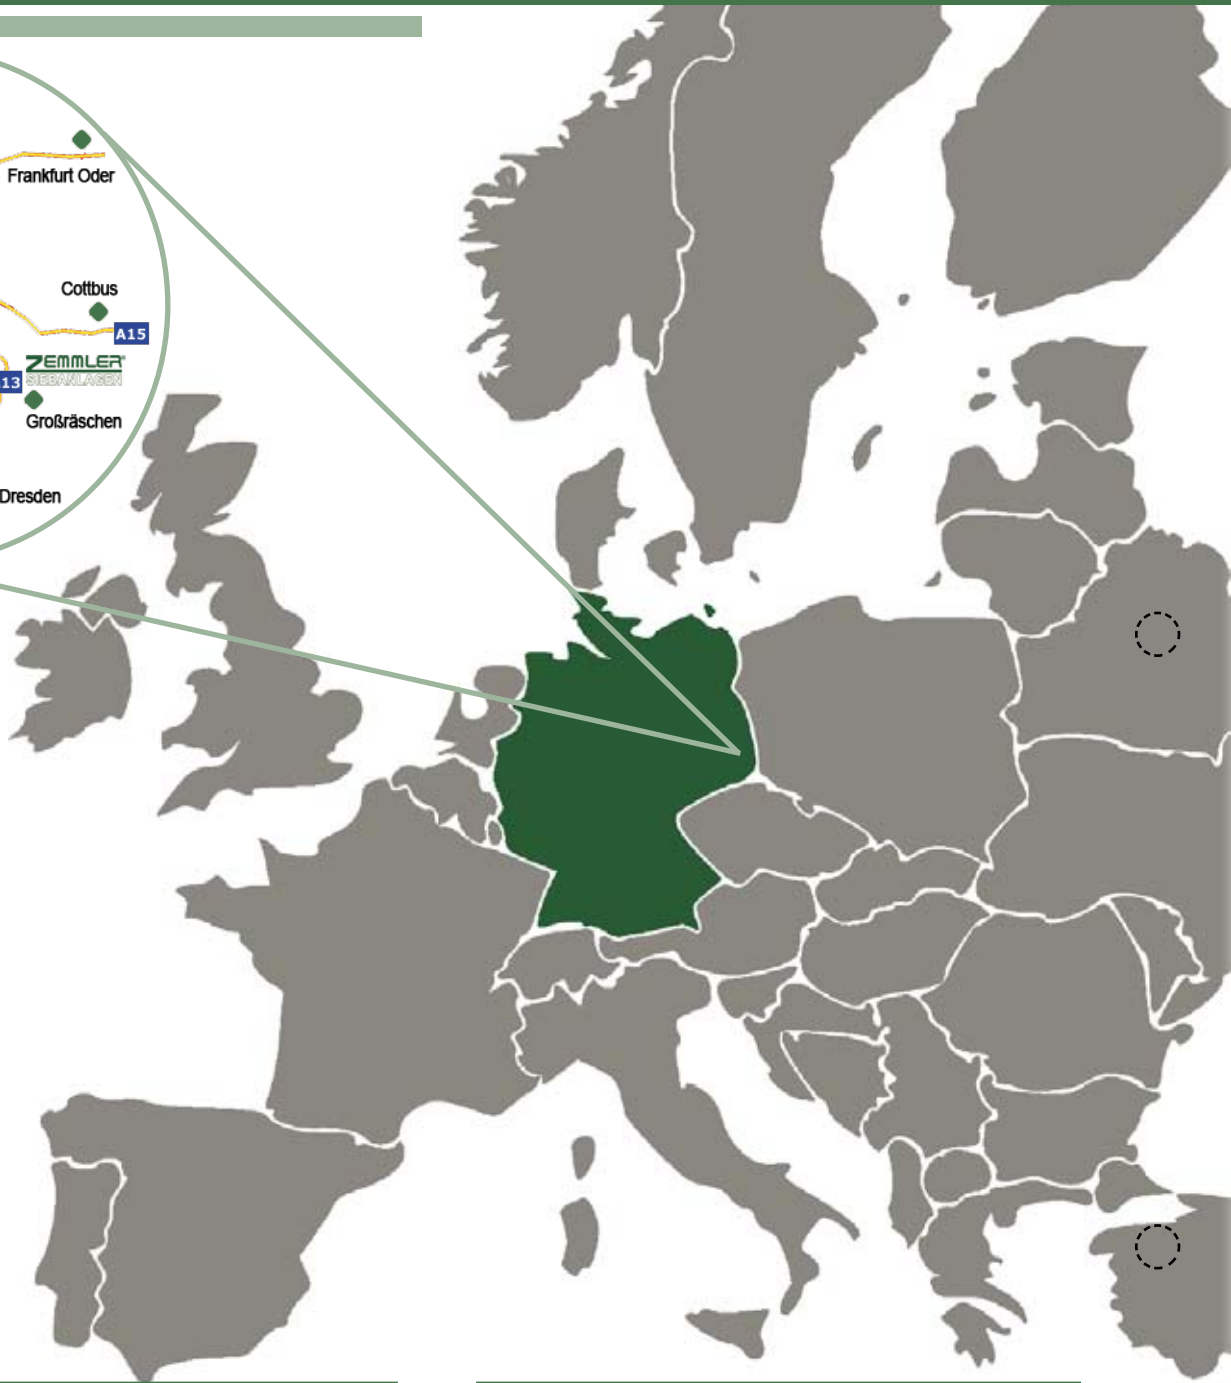 Frankfurt Oder
Cottbus
A15
ZEMMLER®
SIEBANLAGEN
13
Großräschen
Dresden